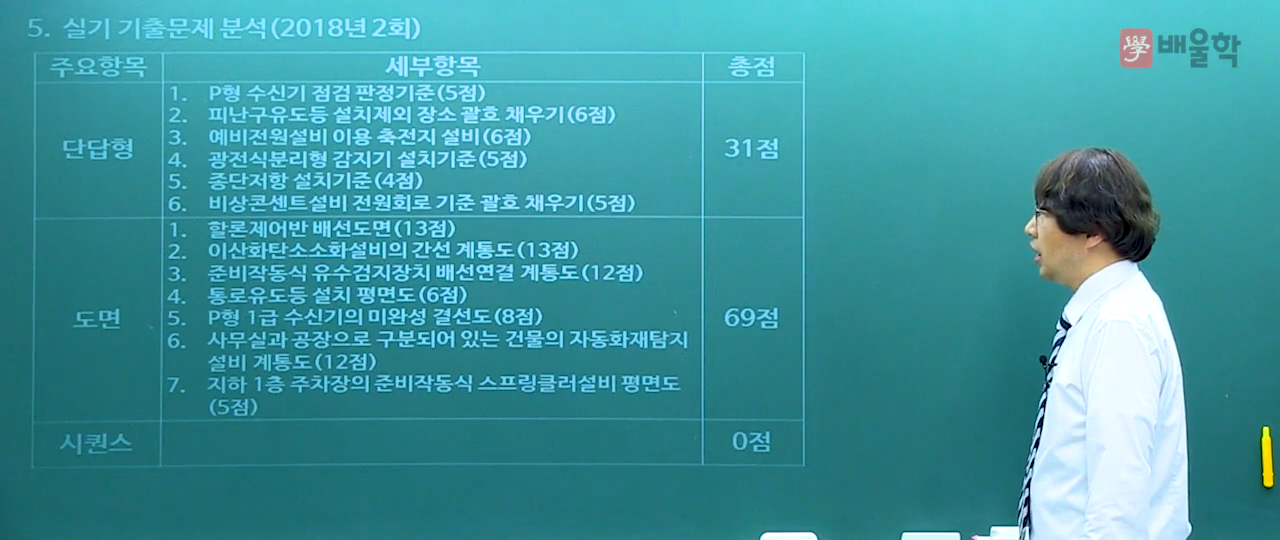 5. 실기 기출문제 분석(2018년 2회)
學 배울학
주요항목 세부항목 총점
단답형
1. P형 수신기 점검 판정기준(5점)
2. 피난구유도등 설치제외 장소 괄호 채우기(6점)
3. 예비전원설비 이용 축전지 설비(6점)
4. 광전식분리형 감지기 설치기준(5점)
5. 종단저항 설치기준(4점)
6. 비상콘센트설비 전원회로 기준 괄호 채우기(5점)
31점
도면
1. 할론제어반 배선도면(13점)
2. 이산화탄소소화설비의 간선 계통도(13점)
3. 준비작동식 유수검지장치 배선연결 계통도(12점)
4. 통로유도등 설치 평면도(6점)
5. P형 1급 수신기의 미완성 결선도(8점)
6. 사무실과 공장으로 구분되어 있는 건물의 자동화재탐지
설비 계통도(12점)
7. 지하 1층 주차장의 준비작동식 스프링클러설비 평면도
(5점)
69점
시퀀스 0점